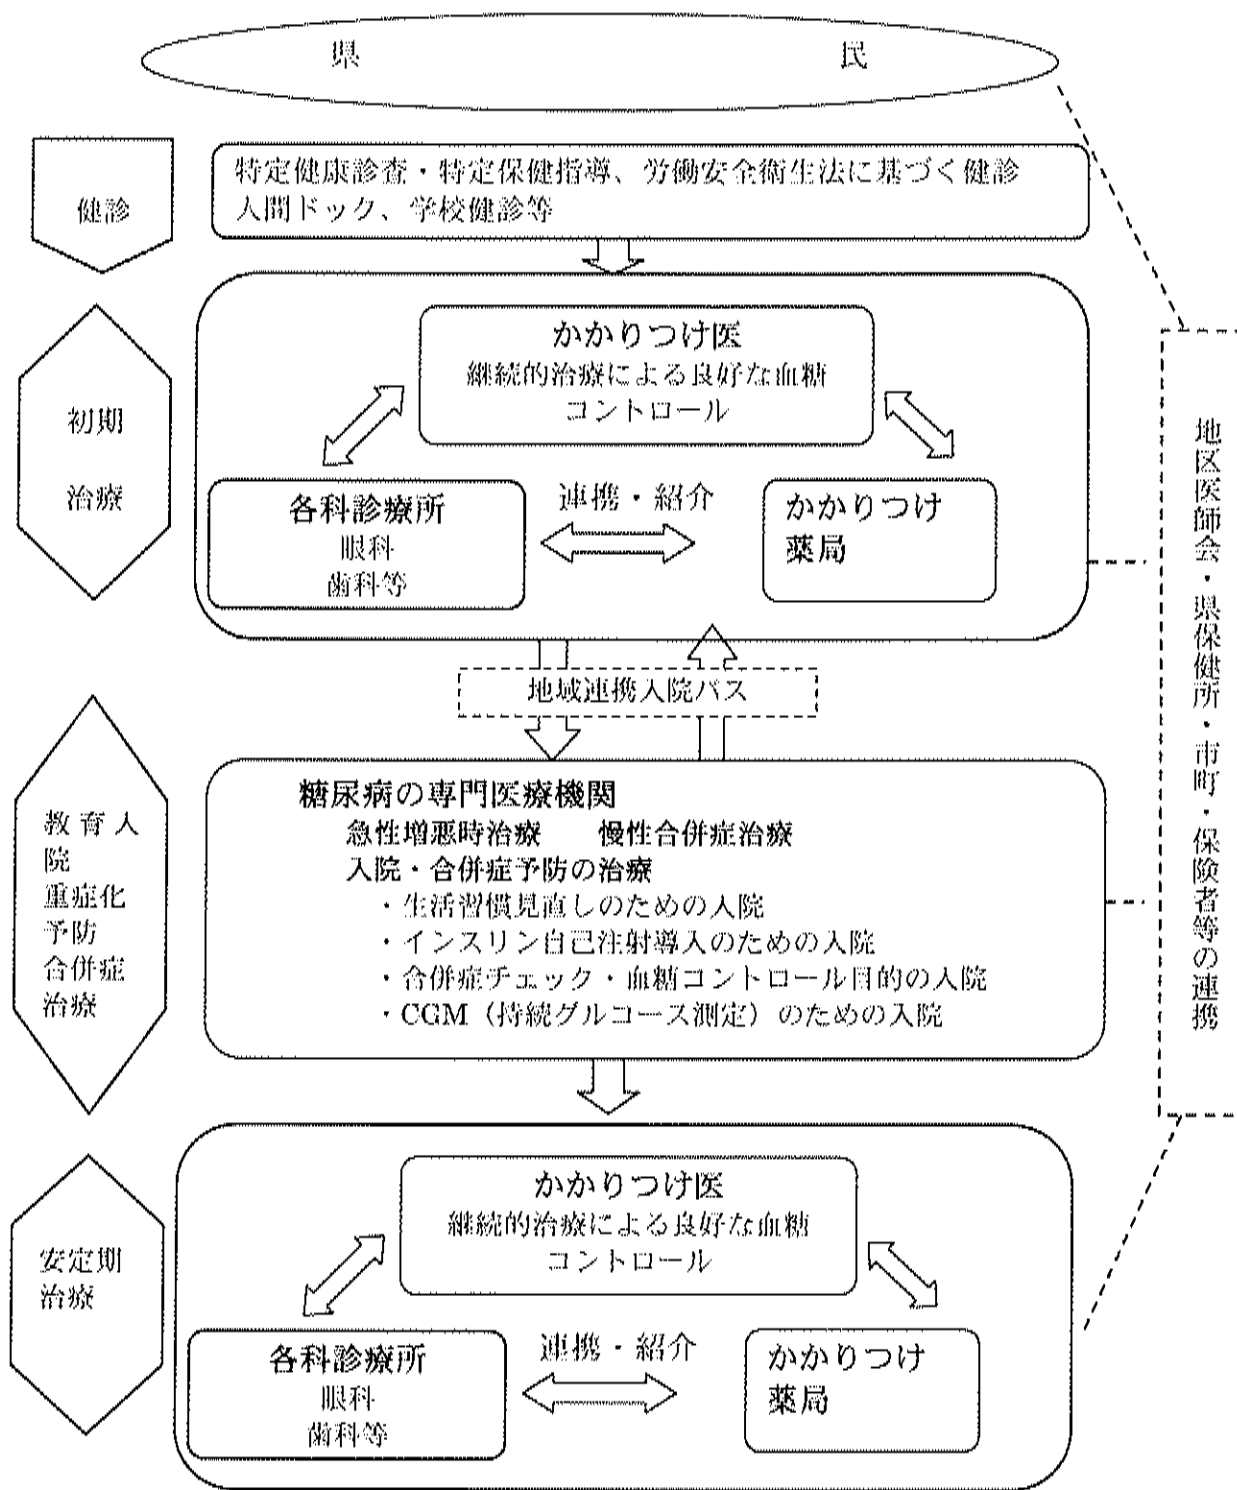 県民
健診
特定健康診査・特定保健指導、労働安全衛生法に基づく健診
人間ドック、学校健診等
初期
治療
かかりつけ医
継続的治療による良好な血糖
コントロール
各科診療所
眼科
歯科等
連携・紹介
かかりつけ
薬局
地域連携入院パス
教育入
院
重症化
予防
合併症
治療
糖尿病の専門医療機関
急性増悪時治療 慢性合併症治療
入院・合併症予防の治療
・生活習慣見直しのための入院
・インスリン自己注射導入のための入院
・合併症チェック・血糖コントロール目的の入院
・CGM（持続グルコース測定）のための入院
安定期
治療
かかりつけ医
継続的治療による良好な血糖
コントロール
各科診療所
眼科
歯科等
連携・紹介
かかりつけ
薬局
地区医師会・県保健所・市町・保険者等の連携